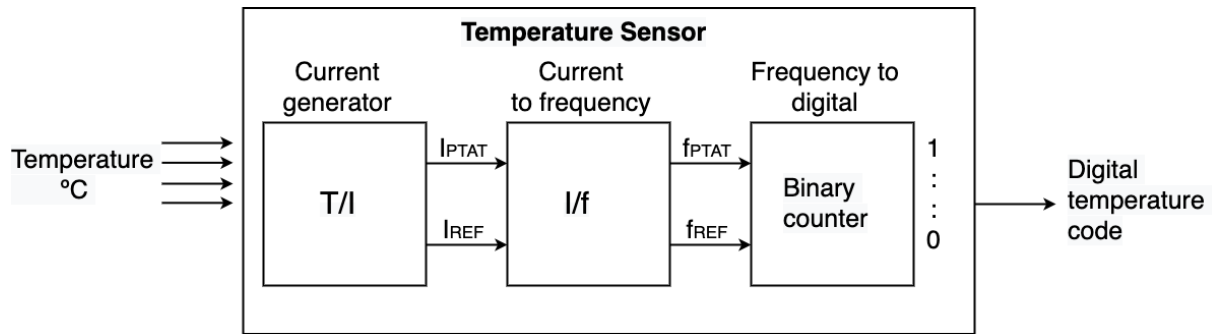 Temperature Sensor
Current
generator
Current
to frequency
Frequency to
digital
Temperature
ºC
T/I
IPTAT
IREF
I/f
fPTAT
fREF
Binary
counter
1
:
:
0
Digital
temperature
code